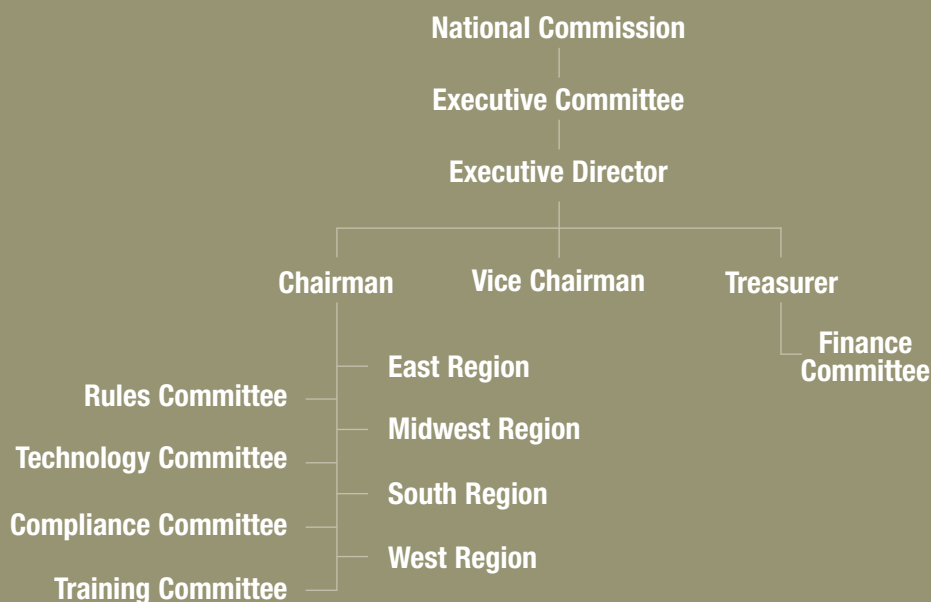 National Commission
Executive Committee
Executive Director
Chairman
Vice Chairman
Treasurer
Finance
Committee
East Region
Rules Committee
Midwest Region
Technology Committee
South Region
Compliance Committee
West Region
Training Committee